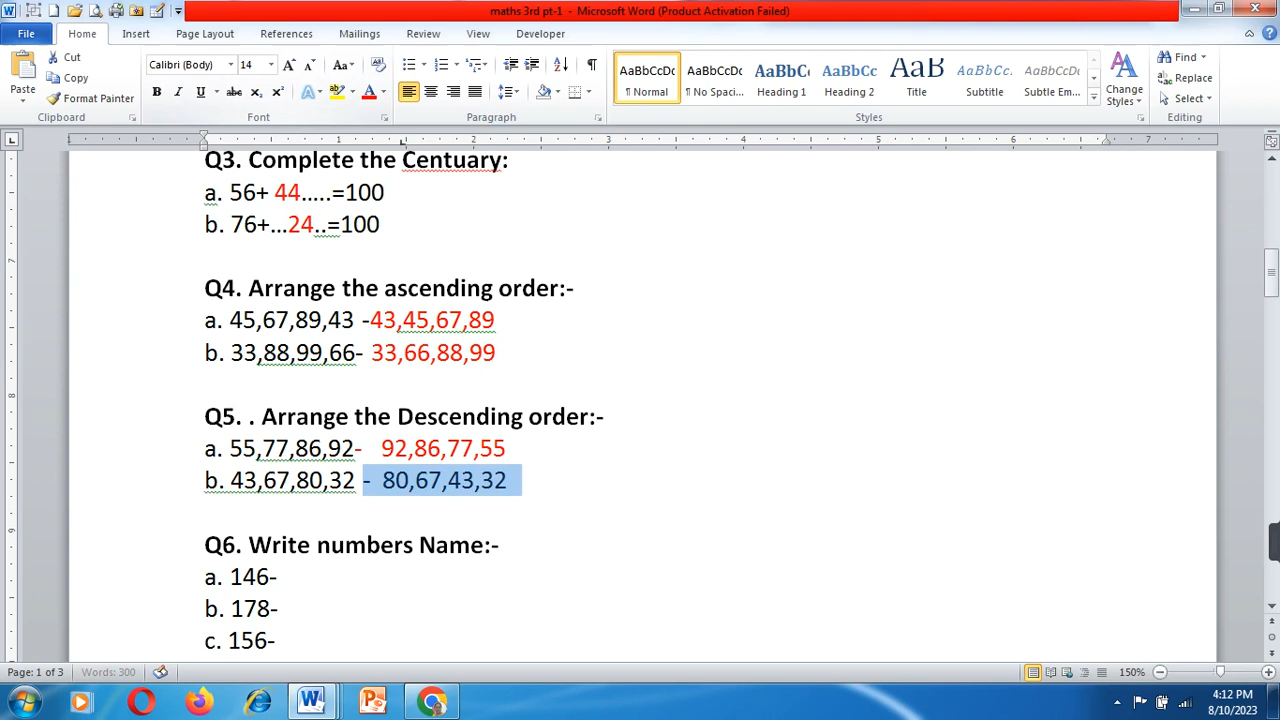 maths 3rd pt-1 - Microsoft Word (Product Activation Failed)
File Home Insert Page Layout References Mailings Review View Developer
Paste
Cut
Copy
Format Painter
Clipboard
Calibri (Body) 14
Font
Paragraph
AaBbCcDc AaBbCcDc AaBbCc AaBbCc AaB AaBbCc. AaBbCcDc
¶ Normal ¶ No Spaci... Heading 1 Heading 2 Title Subtitle Subtle Em...
Change Styles
Styles
Find
Replace
Select
Editing
Q3. Complete the Centuary:
a. 56+ 44.....=100
b. 76+...24..=100
Q4. Arrange the ascending order:-
a. 45,67,89,43 -43,45,67,89
b. 33,88,99,66- 33,66,88,99
Q5. . Arrange the Descending order:-
a. 55,77,86,92- 92,86,77,55
b. 43,67,80,32 - 80,67,43,32
Q6. Write numbers Name:-
a. 146-
b. 178-
c. 156-
Page: 1 of 3 Words: 300 150%
4:12 PM
8/10/2023